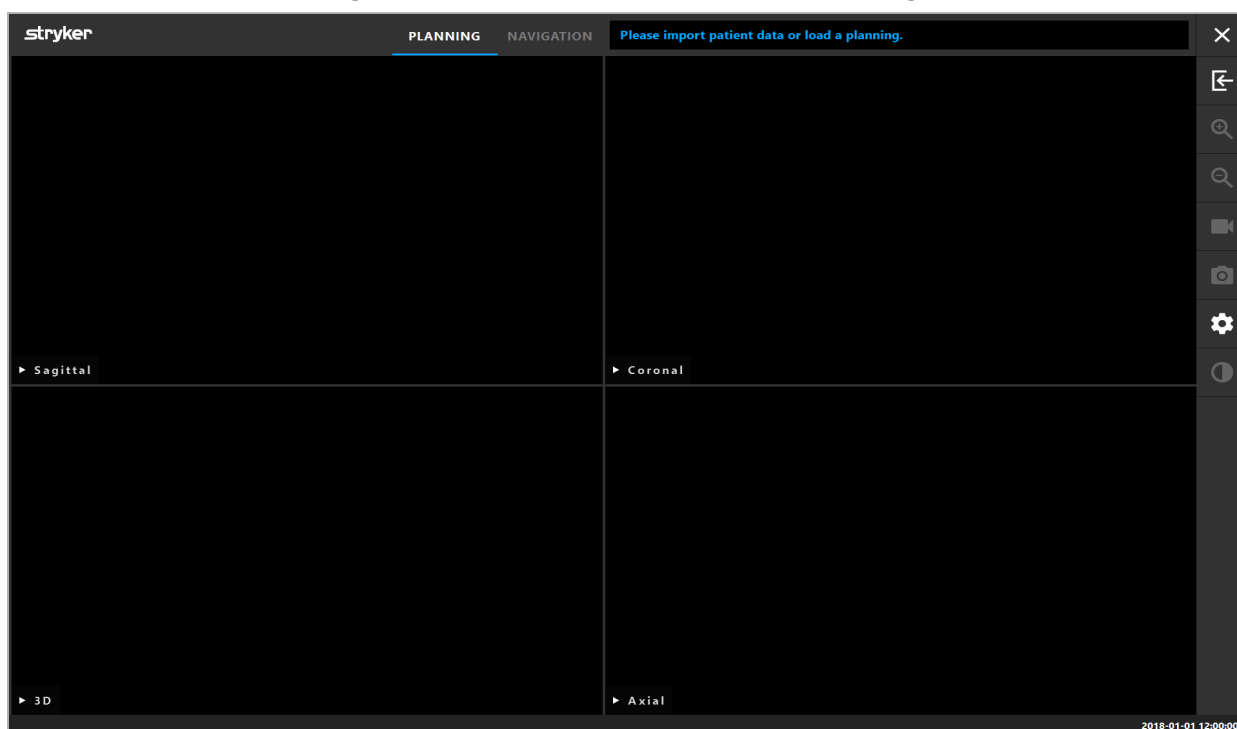 stryker
PLANNING NAVIGATION Please import patient data or load a planning.
Sagittal
Coronal
3D
Axial
2018-01-01 12:00:00